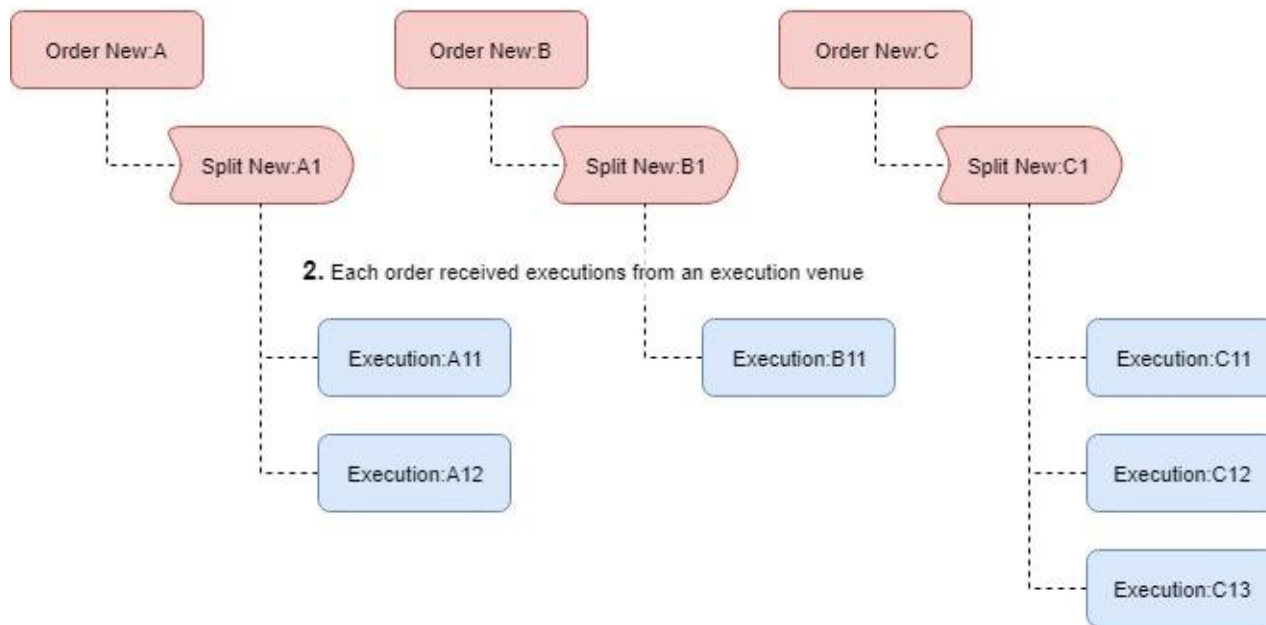 Order New:A
Order New:B
Order New:C
Split New:A1
Split New:B1
Split New:C1
2. Each order received executions from an execution venue
Execution:A11
Execution:B11
Execution:C11
Execution:A12
Execution:C12
Execution:C13